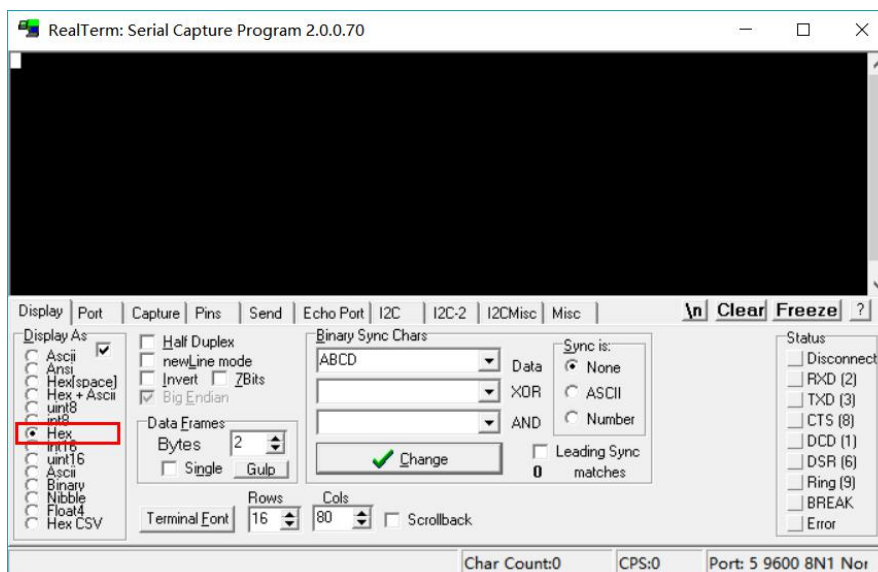 RealTerm: Serial Capture Program 2.0.0.70
Display Port Capture Pins Send Echo Port I2C I2C-2 I2CMisc Misc \n Clear Freeze ?
Display As
Ascii
Ansi
Hex[space]
Hex + Ascii
uint8
int8
Hex
int16
uint16
Ascii
Binary
Nibble
Float4
Hex CSV
Half Duplex
newLine mode
Invert 7Bits
Big Endian
Data Frames
Bytes 2
Single Gulp
Binary Sync Chars
ABCD Data
XOR
AND
Change
Sync is:
None
ASCII
Number
Leading Sync
0 matches
Rows Cols
Terminal Font 16 80 Scrollback
Status
Disconnect
RXD (2)
TXD (3)
CTS (8)
DCD (1)
DSR (6)
Ring (9)
BREAK
Error
Char Count:0 CPS:0 Port: 5 9600 8N1 Nor